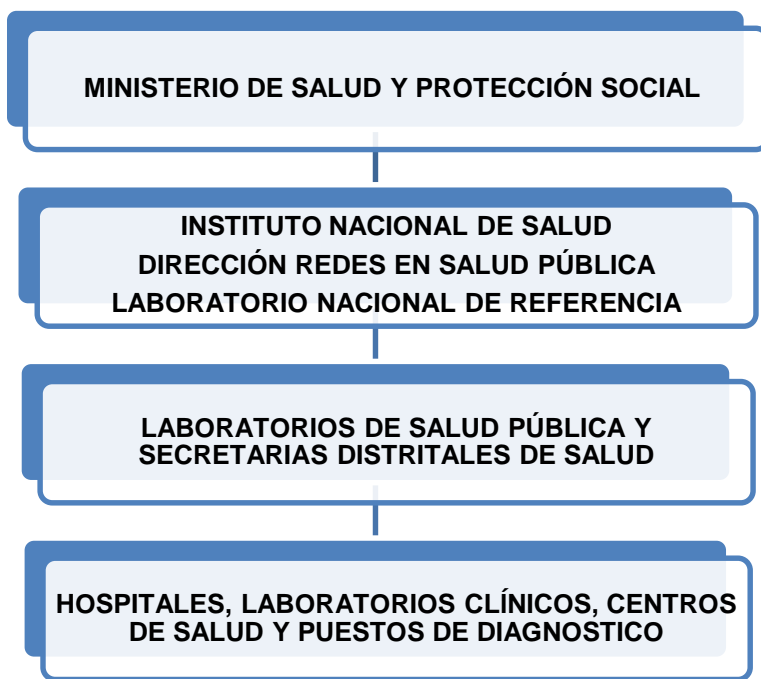 MINISTERIO DE SALUD Y PROTECCIÓN SOCIAL
INSTITUTO NACIONAL DE SALUD
DIRECCIÓN REDES EN SALUD PÚBLICA
LABORATORIO NACIONAL DE REFERENCIA
LABORATORIOS DE SALUD PÚBLICA Y
SECRETARIAS DISTRITALES DE SALUD
HOSPITALES, LABORATORIOS CLÍNICOS, CENTROS
DE SALUD Y PUESTOS DE DIAGNOSTICO